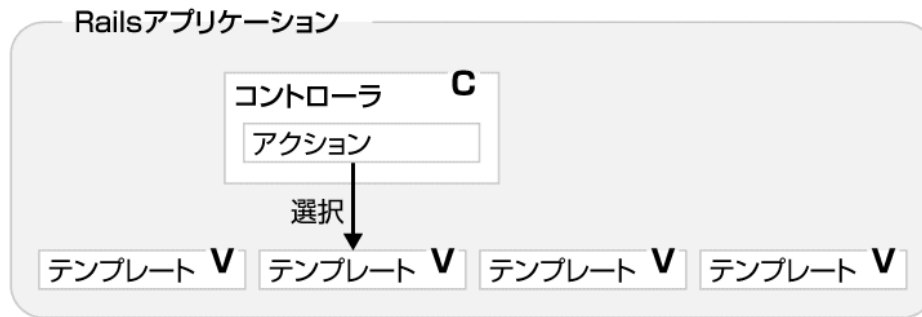 Railsアプリケーション
コントローラ C
アクション
選択
テンプレート V テンプレート V テンプレート V テンプレート V